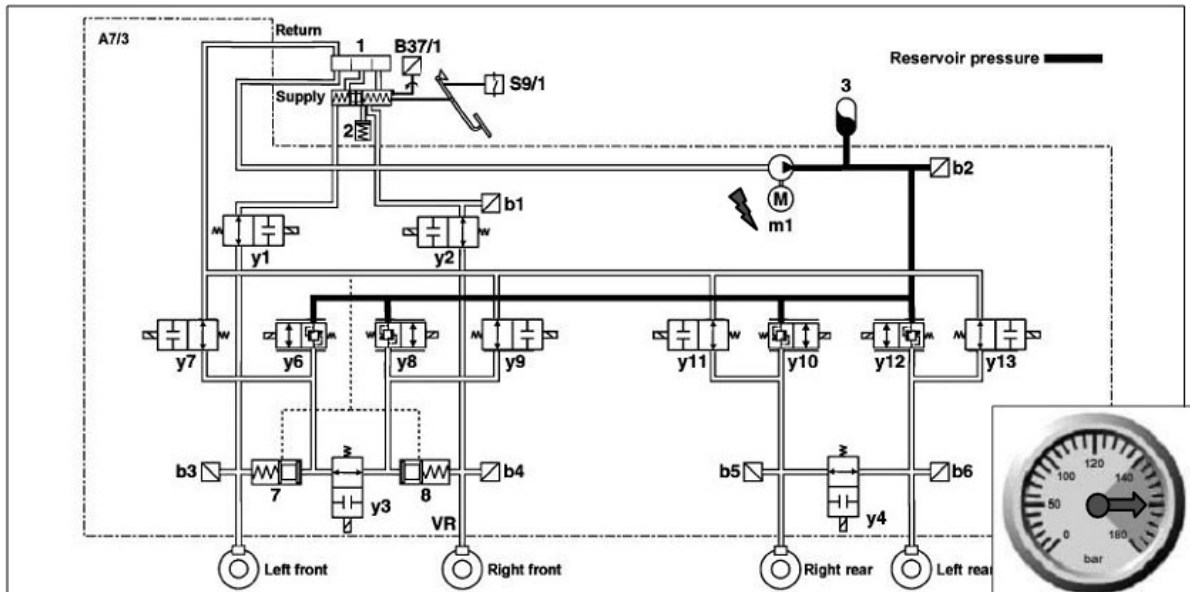 A7/3
Return
1
B37/1
Reservoir pressure
S9/1
Supply
3
2
b2
b1
M
m1
y1
y2
y7
y6
y8
y9
y11
y10
y12
y13
b3
b4
b5
b6
7
8
y3
y4
VR
Left front
Right front
Right rear
Left rear
120
100
140
50
0
180
bar